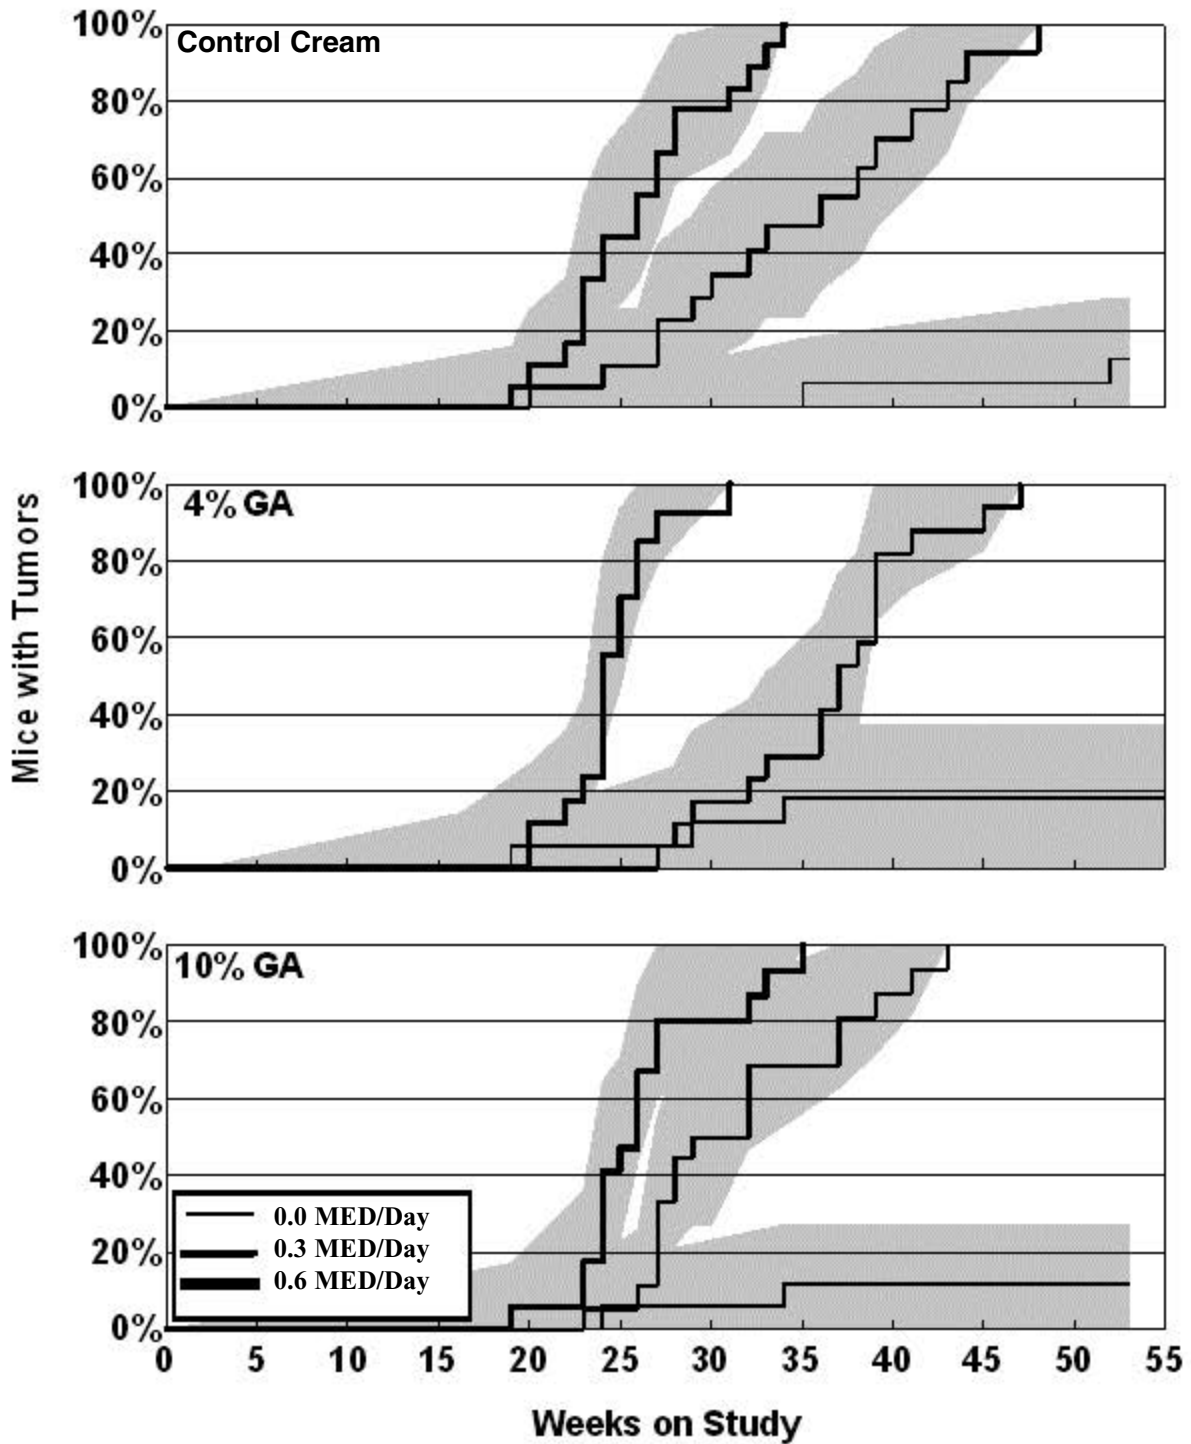 100%
Control Cream
80%
60%
40%
20%
0%
100%
4% GA
80%
60%
40%
20%
0%
100%
10% GA
80%
60%
40%
20%
0%
0.0 MED/Day
0.3 MED/Day
0.6 MED/Day
Mice with Tumors
0 5 10 15 20 25 30 35 40 45 50 55
Weeks on Study